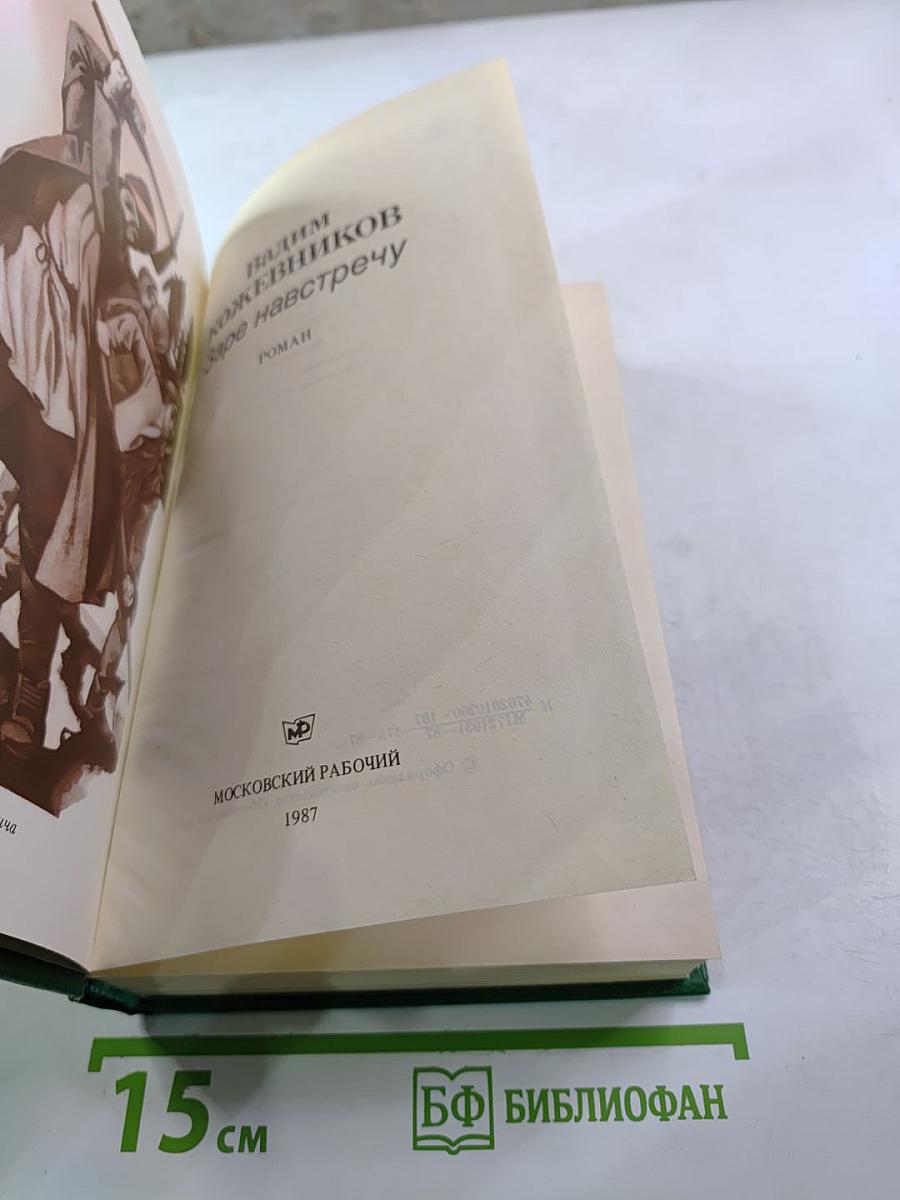 Вадим
КОЖЕВНИКОВ
Заре навстречу
РОМАН
МР
МОСКОВСКИЙ РАБОЧИЙ
1987
15 см
БФ БИБЛИОФАН